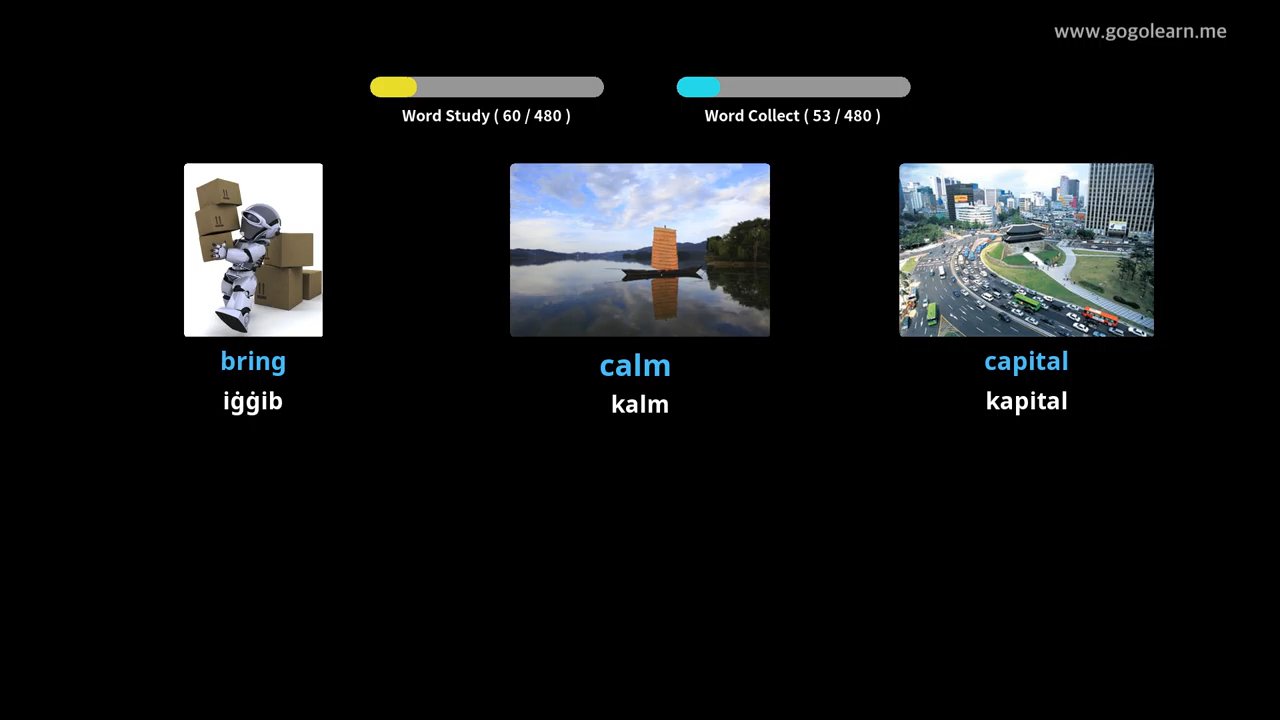 www.gogolearn.me
Word Study ( 60 / 480 )
Word Collect ( 53 / 480 )
bring
iġġib
calm
kalm
capital
kapital